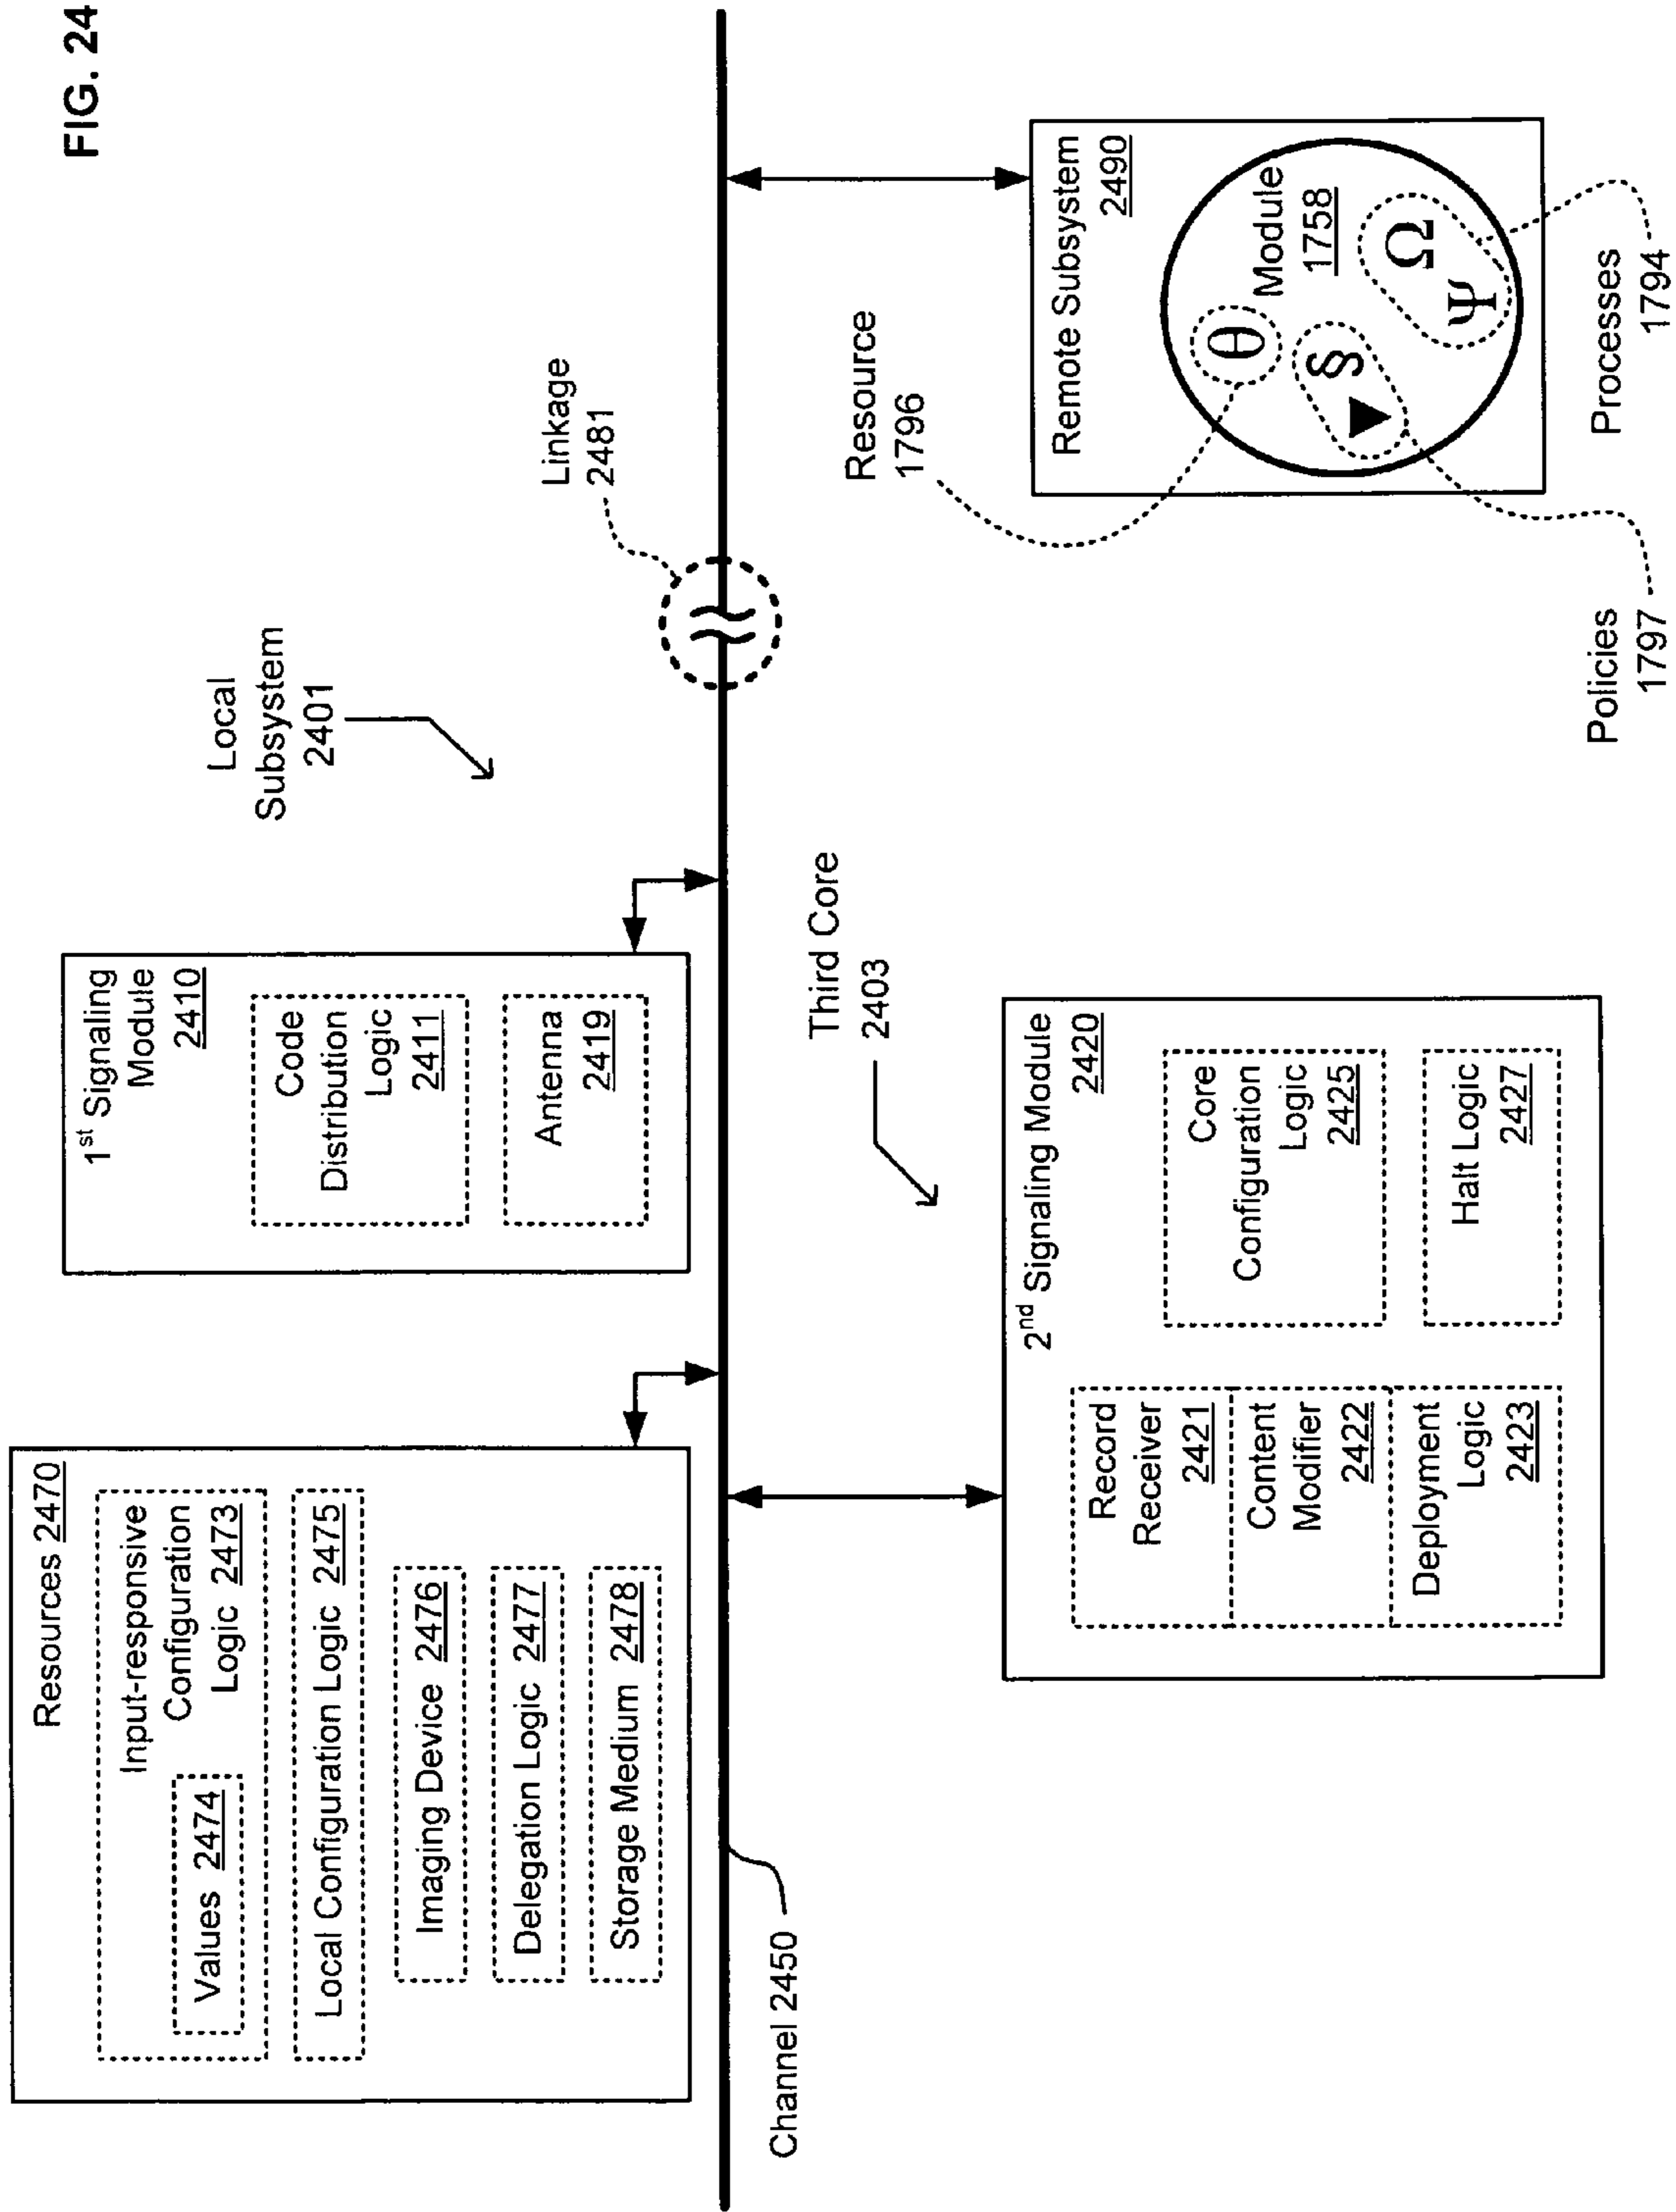 FIG. 24
Resources 2470
Input-responsive
Configuration
Logic 2473
Values 2474
Local Configuration Logic 2475
Imaging Device 2476
Delegation Logic 2477
Storage Medium 2478
1st Signaling
Module
2410
Code
Distribution
Logic
2411
Antenna
2419
Local
Subsystem
2401
Linkage
2481
Channel 2450
Third Core
2403
2nd Signaling Module
2420
Record
Receiver
2421
Content
Modifier
2422
Deployment
Logic
2423
Core
Configuration
Logic
2425
Halt Logic
2427
Resource
1796
Remote Subsystem
2490
Module
1758
θ
§
▲
Ω
Ψ
Policies
1797
Processes
1794